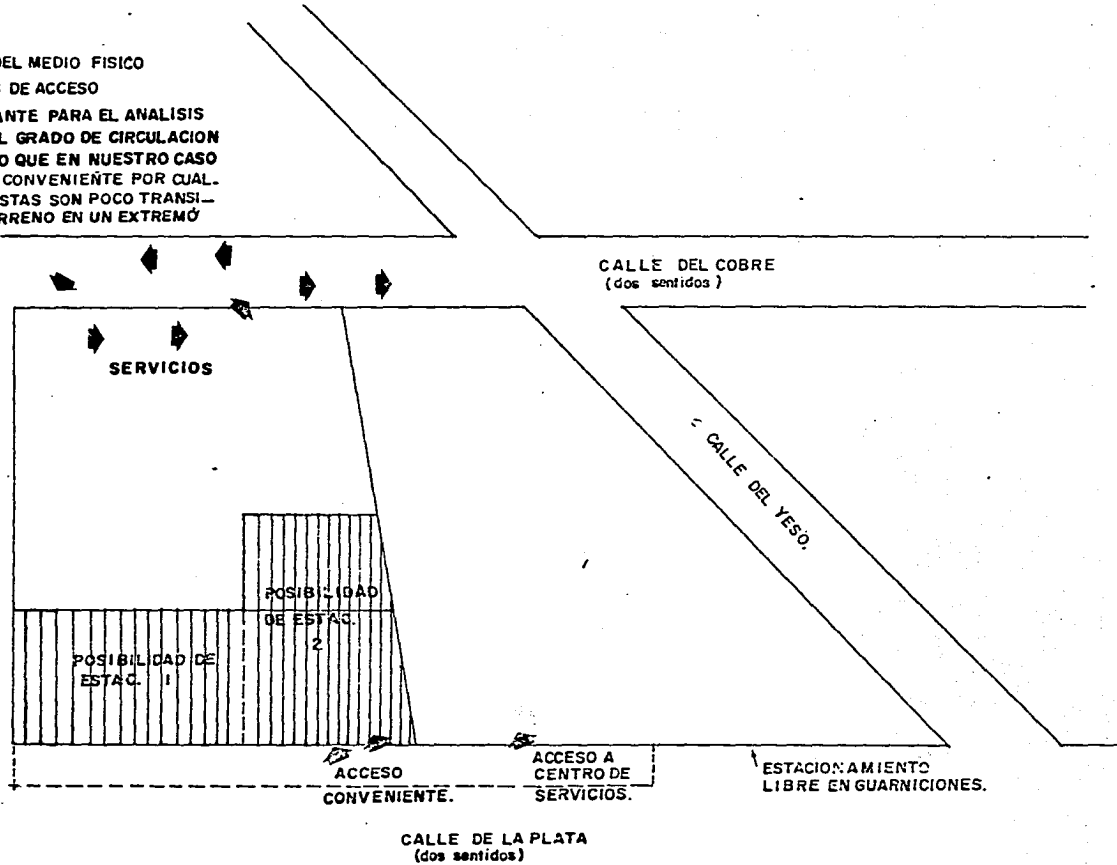 DEL MEDIO FISICO
DE ACCESO
ANTE PARA EL ANALISIS
L GRADO DE CIRCULACION
O QUE EN NUESTRO CASO
CONVENIENTE POR CUAL-
STAS SON POCO TRANSI-
RRENO EN UN EXTREMO
CALLE DEL COBRE
(dos sentidos)
SERVICIOS
CALLE DEL YESO.
POSIBILIDAD
DE ESTAC.
2
POSIBILIDAD DE
ESTAC. 1
ACCESO
CONVENIENTE.
ACCESO A
CENTRO DE
SERVICIOS.
ESTACIONAMIENTO
LIBRE EN GUARNICIONES.
CALLE DE LA PLATA
(dos sentidos)